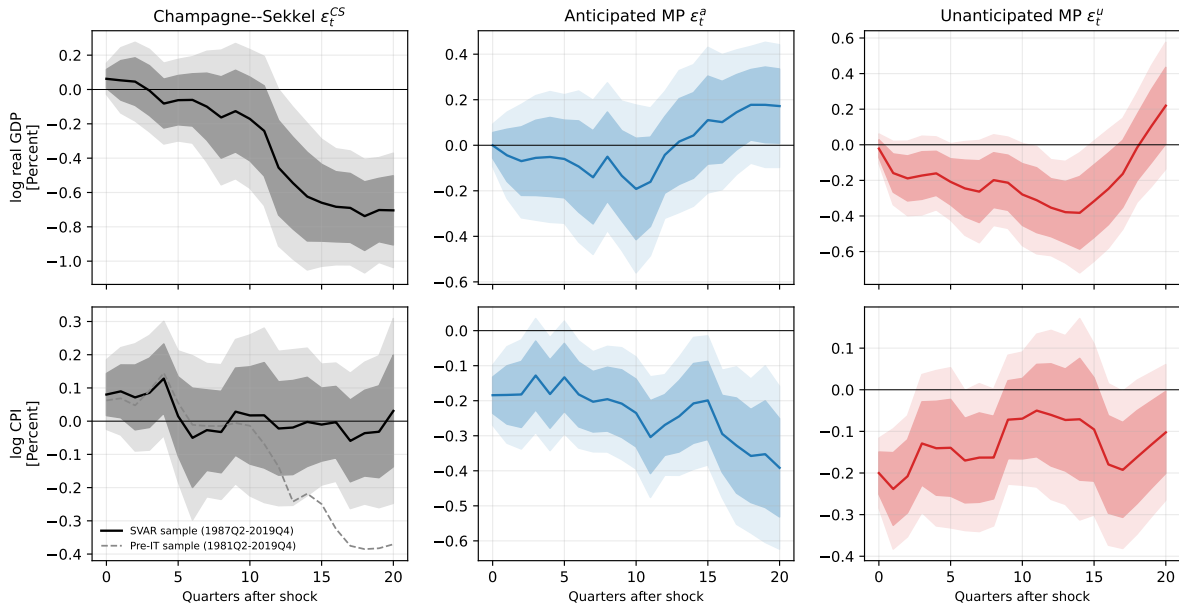 Champagne--Sekkel ε_t^{CS}
Anticipated MP ε_t^a
Unanticipated MP ε_t^u
log real GDP
[Percent]
0.2
0.0
−0.2
−0.4
−0.6
−0.8
−1.0
0.4
0.2
0.0
−0.2
−0.4
−0.6
0.6
0.4
0.2
0.0
−0.2
−0.4
−0.6
log CPI
[Percent]
0.3
0.2
0.1
0.0
−0.1
−0.2
−0.3
−0.4
SVAR sample (1987Q2-2019Q4)
Pre-IT sample (1981Q2-2019Q4)
0.0
−0.1
−0.2
−0.3
−0.4
−0.5
−0.6
0.1
0.0
−0.1
−0.2
−0.3
−0.4
0 5 10 15 20
0 5 10 15 20
0 5 10 15 20
Quarters after shock
Quarters after shock
Quarters after shock